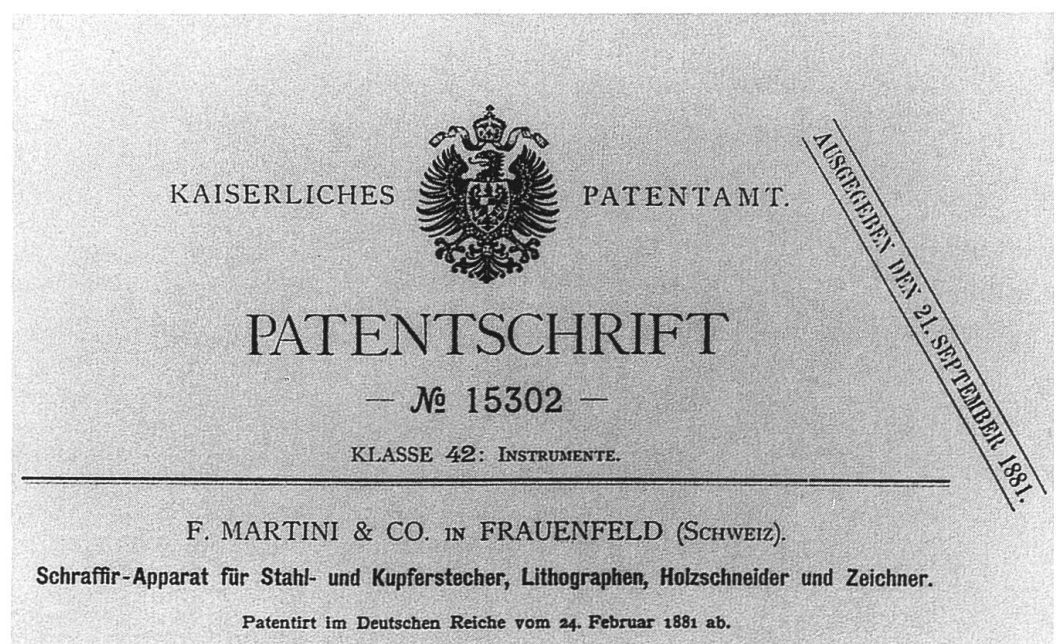 KAISERLICHES PATENTAMT.
AUSGEGEBEN DEN 21. SEPTEMBER 1881.
PATENTSCHRIFT
— № 15302 —
KLASSE 42: INSTRUMENTE.
F. MARTINI & CO. IN FRAUENFELD (SCHWEIZ).
Schraffir-Apparat für Stahl- und Kupferstecher, Lithographen, Holzschneider und Zeichner.
Patentirt im Deutschen Reiche vom 24. Februar 1881 ab.